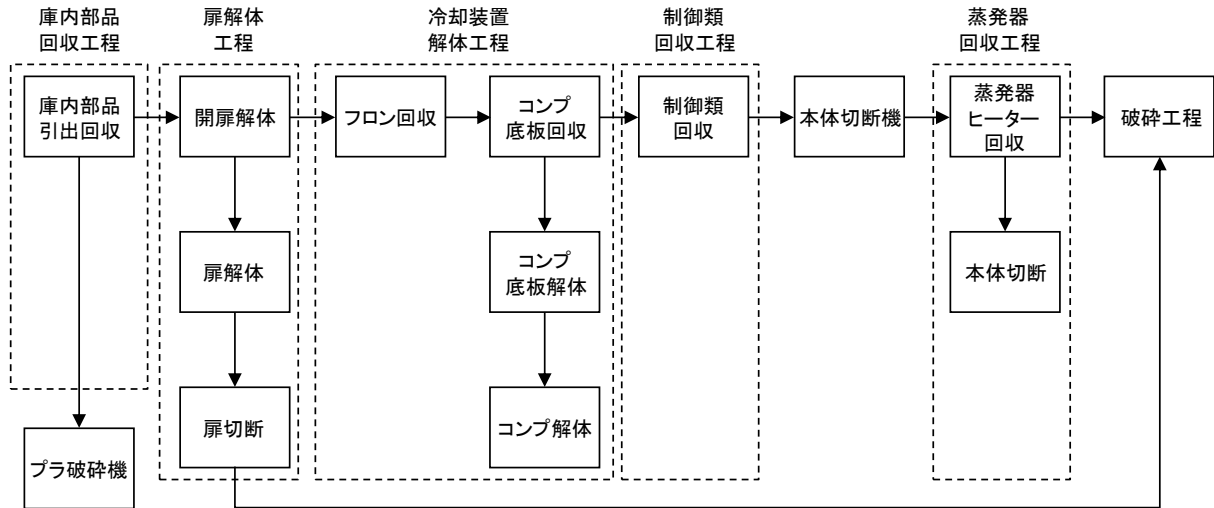 庫内部品
回収工程
扉解体
工程
冷却装置
解体工程
制御類
回収工程
蒸発器
回収工程
庫内部品
引出回収
開扉解体
フロン回収
コンプ
底板回収
制御類
回収
本体切断機
蒸発器
ヒーター
回収
破砕工程
扉解体
コンプ
底板解体
本体切断
扉切断
コンプ解体
プラ破砕機